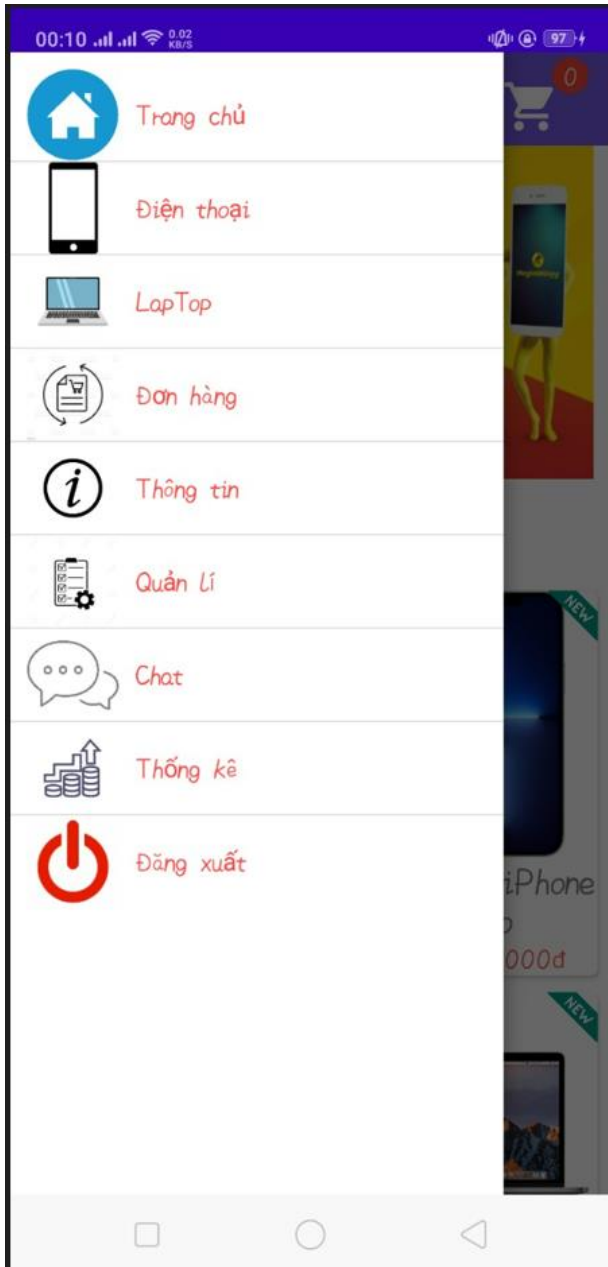 00:10
0.02
KB/S
97
0
Trang chủ
Điện thoại
LapTop
Đơn hàng
Thông tin
Quản lí
Chat
Thống kê
Đăng xuất
NEW
iPhone
000đ
NEW